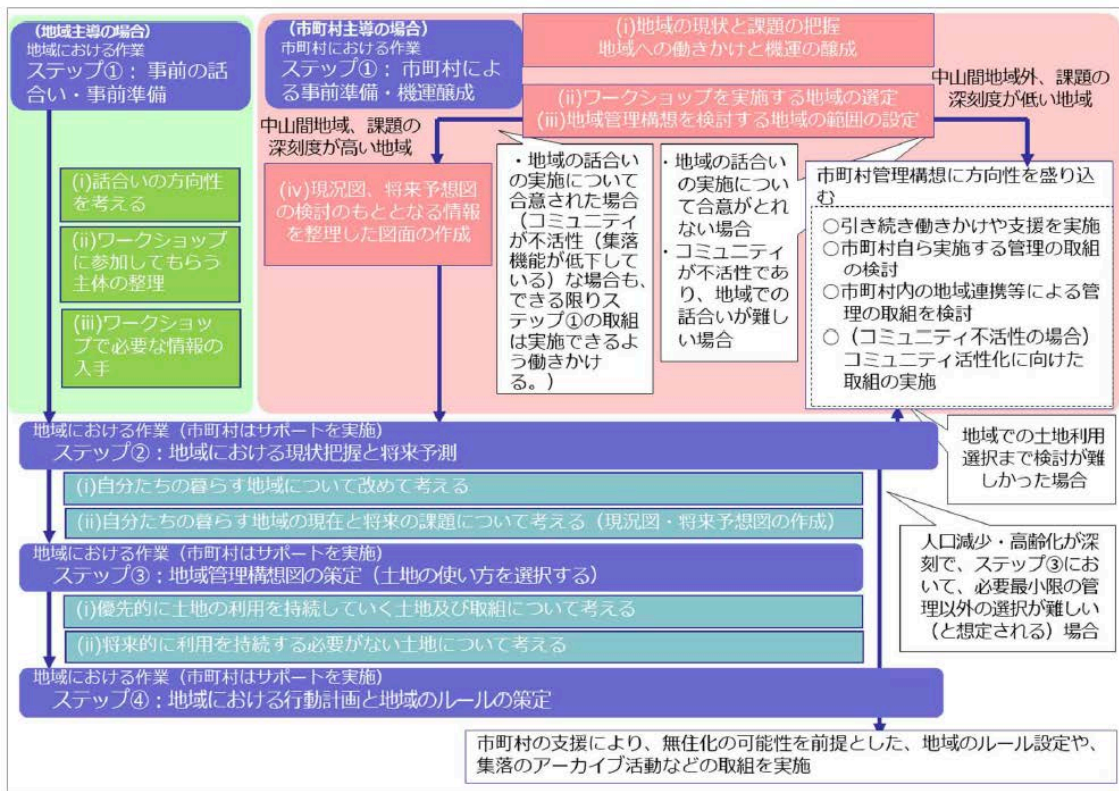 （地域主導の場合）
地域における作業
ステップ①：事前の話
合い・事前準備
(i)話合いの方向性
を考える
(ii)ワークショップ
に参加してもらう
主体の整理
(iii)ワークショッ
プで必要な情報の
入手
（市町村主導の場合）
市町村における作業
ステップ①：市町村によ
る事前準備・機運醸成
(i)地域の現状と課題の把握
地域への働きかけと機運の醸成
(ii)ワークショップを実施する地域の選定
(iii)地域管理構想を検討する地域の範囲の設定
中山間地域、課題の
深刻度が高い地域
中山間地域外、課題の
深刻度が低い地域
(iv)現況図、将来予想図
の検討のもととなる情報
を整理した図面の作成
・地域の話合い
の実施について
合意された場合
（コミュニティ
が不活性（集落
機能が低下して
いる）な場合も、
できる限りス
テップ①の取組
は実施できるよ
う働きかけ
る。）
・地域の話合い
の実施につい
て合意がとれ
ない場合
・コミュニティ
が不活性であ
り、地域での
話合いが難し
い場合
市町村管理構想に方向性を盛り込
む
○引き続き働きかけや支援を実施
○市町村自ら実施する管理の取組
の検討
○市町村内の地域連携等による管
理の取組を検討
○（コミュニティ不活性の場合）
コミュニティ活性化に向けた
取組の実施
地域における作業（市町村はサポートを実施）
ステップ②：地域における現状把握と将来予測
(i)自分たちの暮らす地域について改めて考える
(ii)自分たちの暮らす地域の現在と将来の課題について考える（現況図・将来予想図の作成）
地域における作業（市町村はサポートを実施）
ステップ③：地域管理構想図の策定（土地の使い方を選択する）
(i)優先的に土地の利用を持続していく土地及び取組について考える
(ii)将来的に利用を持続する必要がない土地について考える
地域における作業（市町村はサポートを実施）
ステップ④：地域における行動計画と地域のルールの策定
地域での土地利用
選択まで検討が難
しかった場合
人口減少・高齢化が深
刻で、ステップ③にお
いて、必要最小限の管
理以外の選択が難しい
（と想定される）場合
市町村の支援により、無住化の可能性を前提とした、地域のルール設定や、
集落のアーカイブ活動などの取組を実施